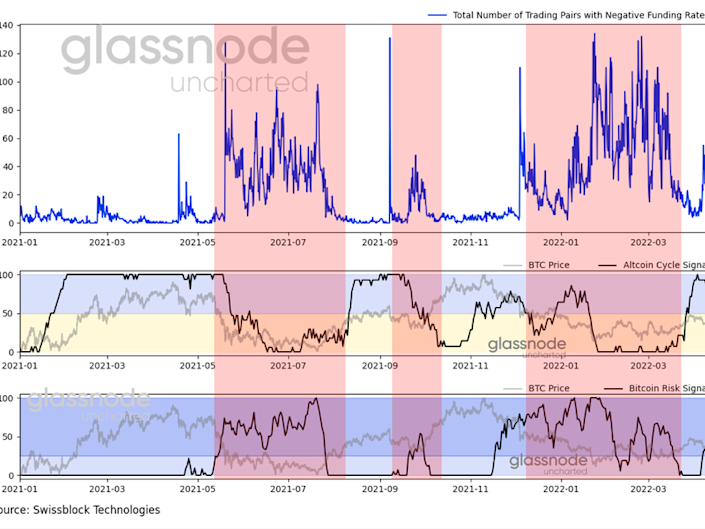 Total Number of Trading Pairs with Negative Funding Rate
140
120
100
80
60
40
20
0
glassnode
uncharted
2021-01 2021-03 2021-05 2021-07 2021-09 2021-11 2022-01 2022-03
BTC Price Altcoin Cycle Signa
100
50
0
glassnode
uncharted
2021-01 2021-03 2021-05 2021-07 2021-09 2021-11 2022-01 2022-03
BTC Price Bitcoin Risk Signa
glassnode
uncharted
100
50
0
glassnode
uncharted
2021-01 2021-03 2021-05 2021-07 2021-09 2021-11 2022-01 2022-03
ource: Swissblock Technologies